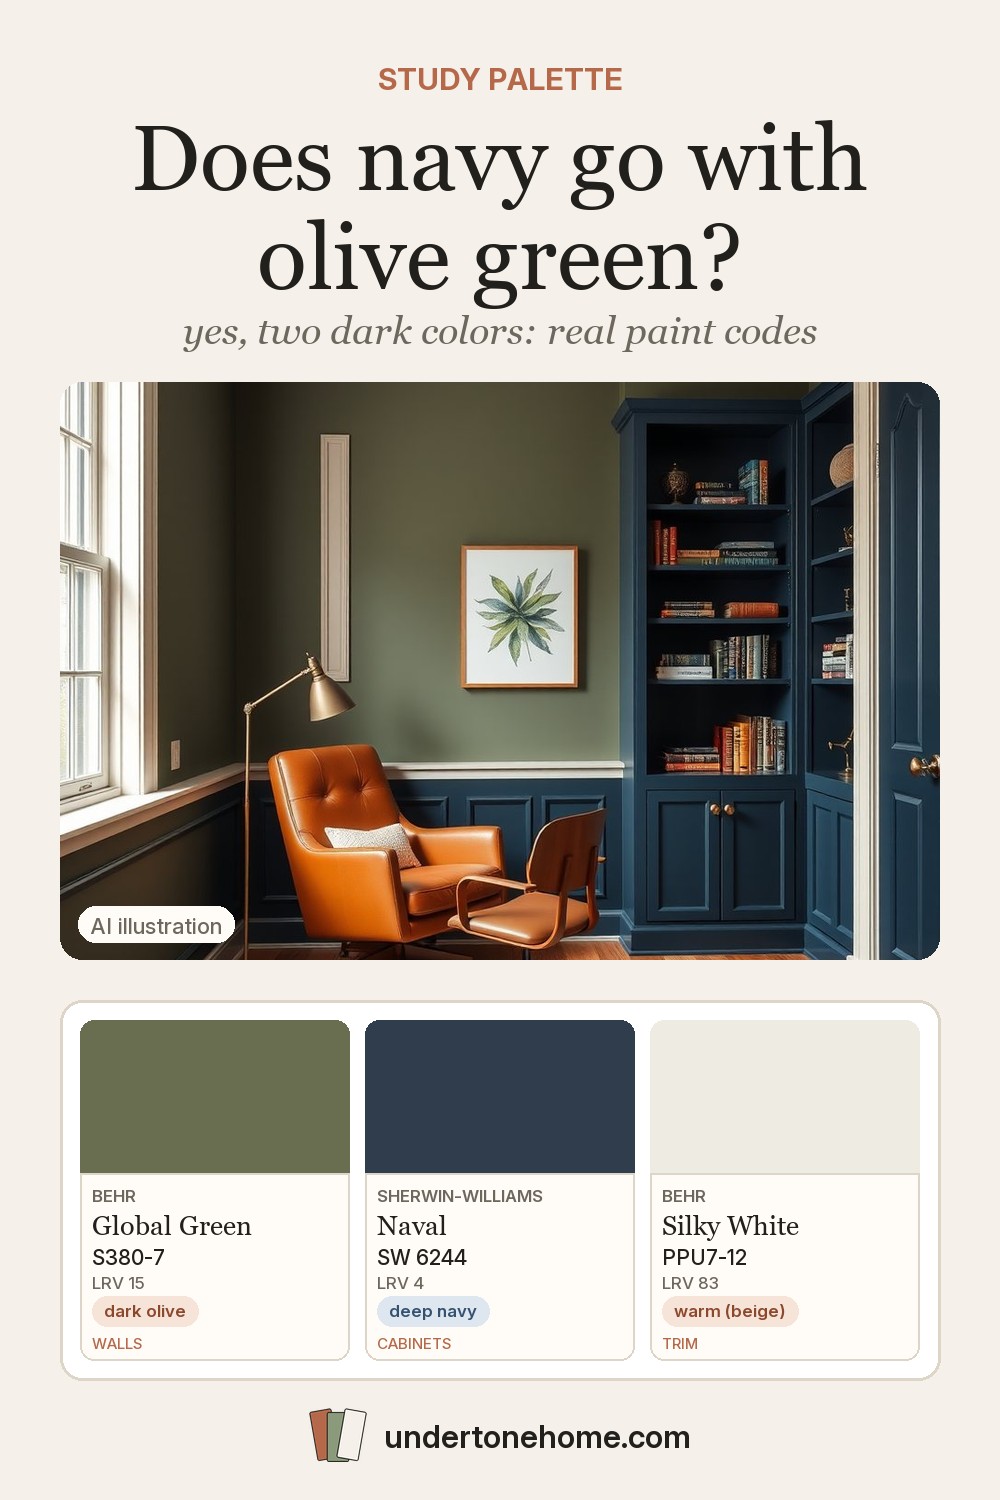 STUDY PALETTE
Does navy go with
olive green?
yes, two dark colors: real paint codes
AI illustration
BEHR
Global Green
S380-7
LRV 15
dark olive
WALLS
SHERWIN-WILLIAMS
Naval
SW 6244
LRV 4
deep navy
CABINETS
BEHR
Silky White
PPU7-12
LRV 83
warm (beige)
TRIM
undertonehome.com